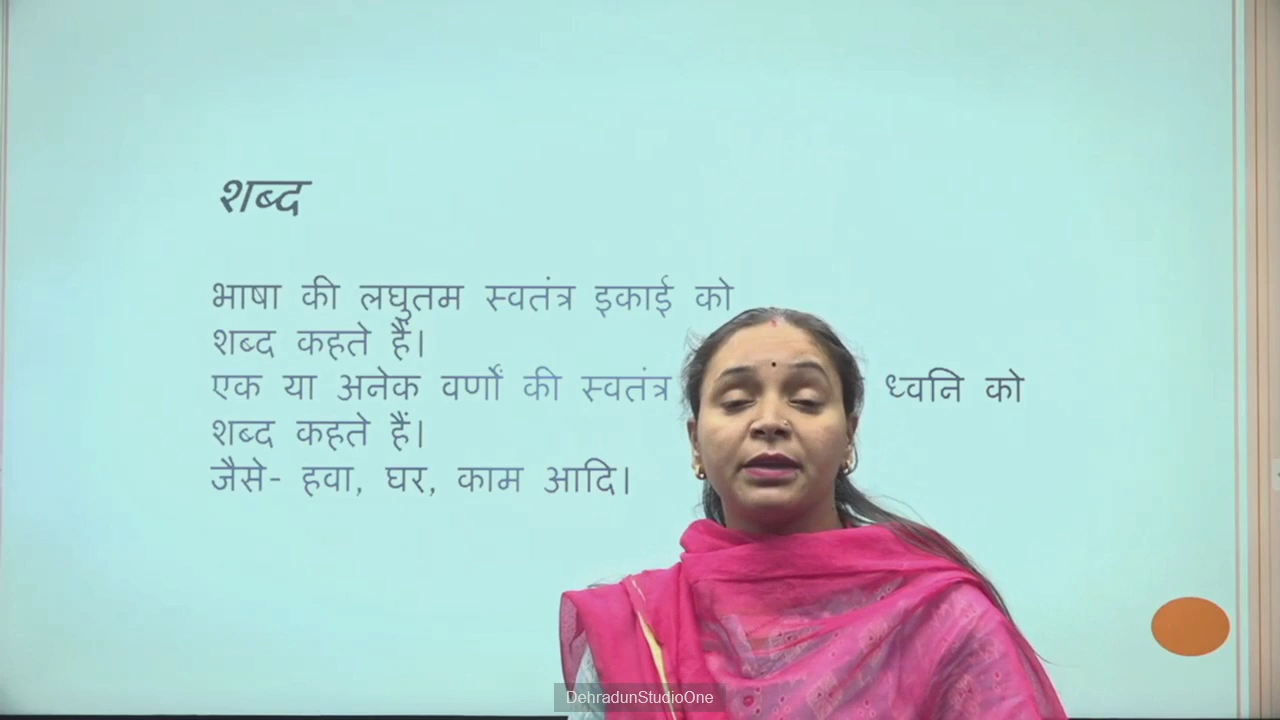 शब्द
भाषा की लघुतम स्वतंत्र इकाई को
शब्द कहते हैं।
एक या अनेक वर्णों की स्वतंत्र ध्वनि को
शब्द कहते हैं।
जैसे- हवा, घर, काम आदि।
DehradunStudioOne